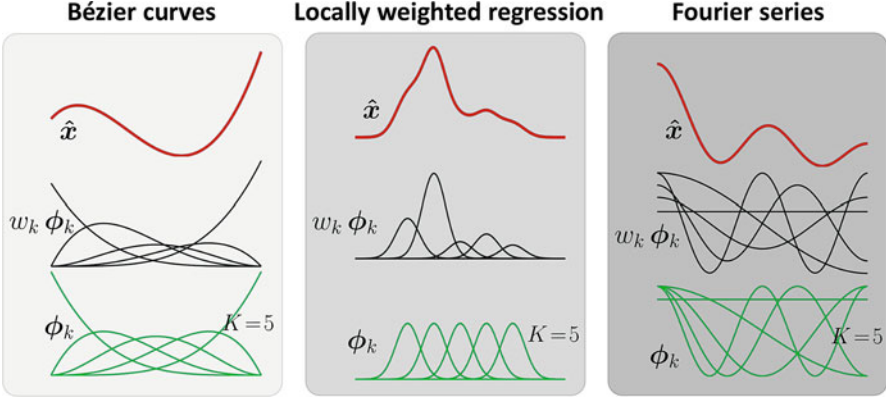 Bézier curves
x̂
wₖ ϕₖ
ϕₖ
K = 5
Locally weighted regression
x̂
wₖ ϕₖ
ϕₖ
K = 5
Fourier series
x̂
wₖ ϕₖ
ϕₖ
K = 5